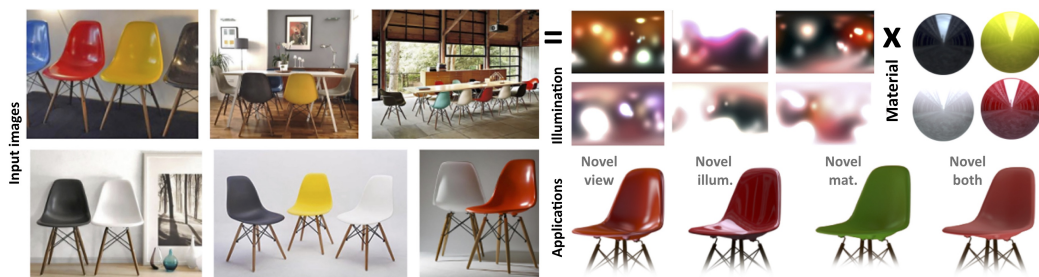 Input images
=
Illumination
x
Material
Applications
Novel
view
Novel
illum.
Novel
mat.
Novel
both